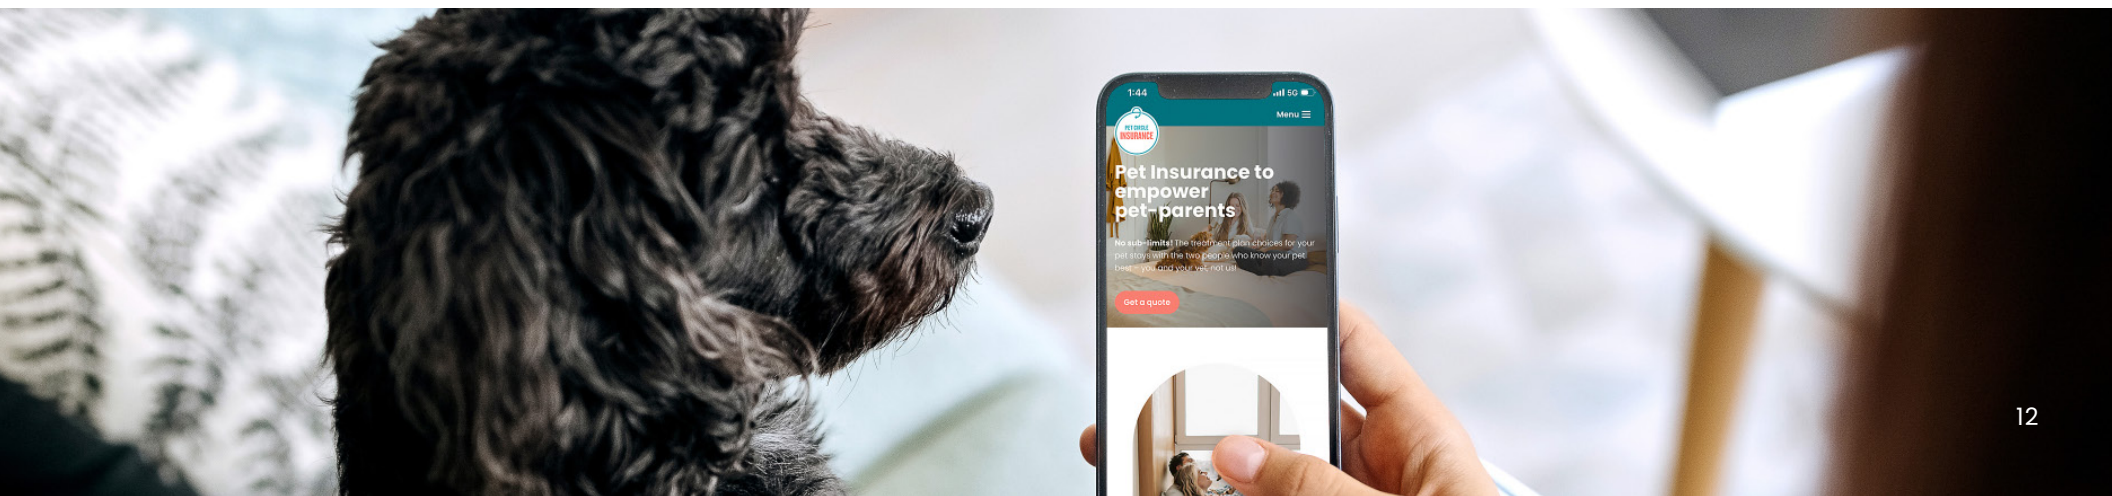 1:44
5G
Menu
PET CIRCLE
INSURANCE
Pet Insurance to
empower
pet-parents
No sub-limits! The treatment plan choices for your
pet stays with the two people who know your pet
best – you and your vet, not us!
Get a quote
12